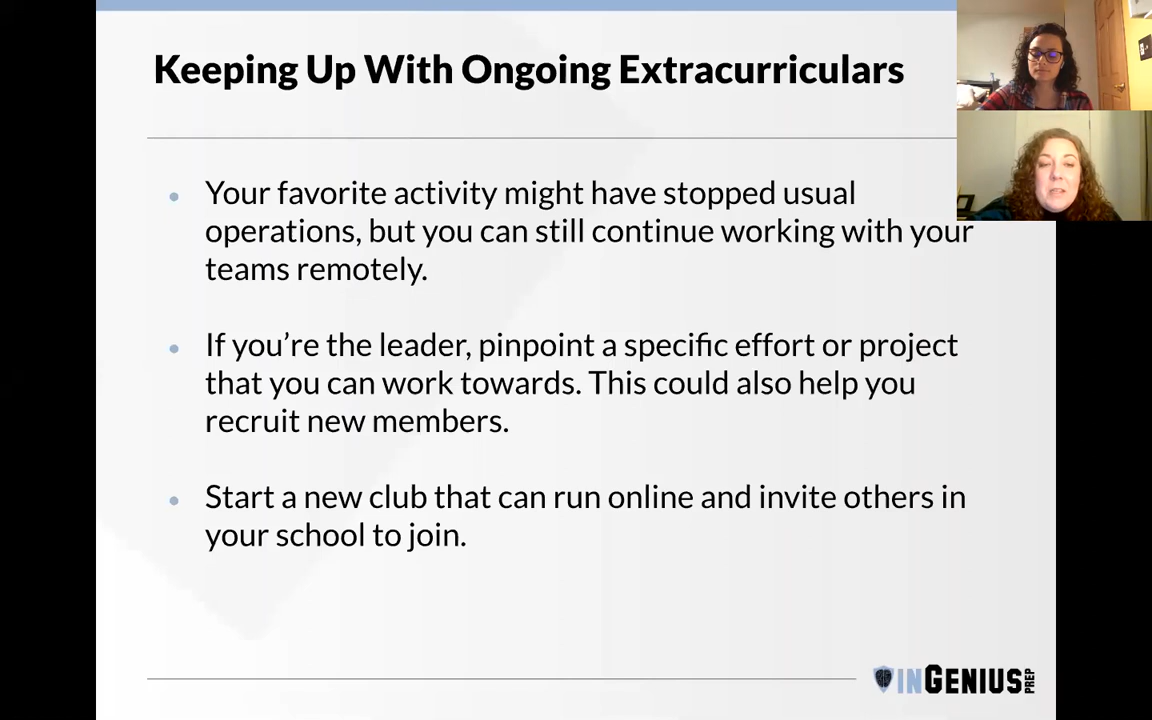 Keeping Up With Ongoing Extracurriculars
Your favorite activity might have stopped usual
operations, but you can still continue working with your
teams remotely.
If you’re the leader, pinpoint a specific effort or project
that you can work towards. This could also help you
recruit new members.
Start a new club that can run online and invite others in
your school to join.
INGENIUS PREP